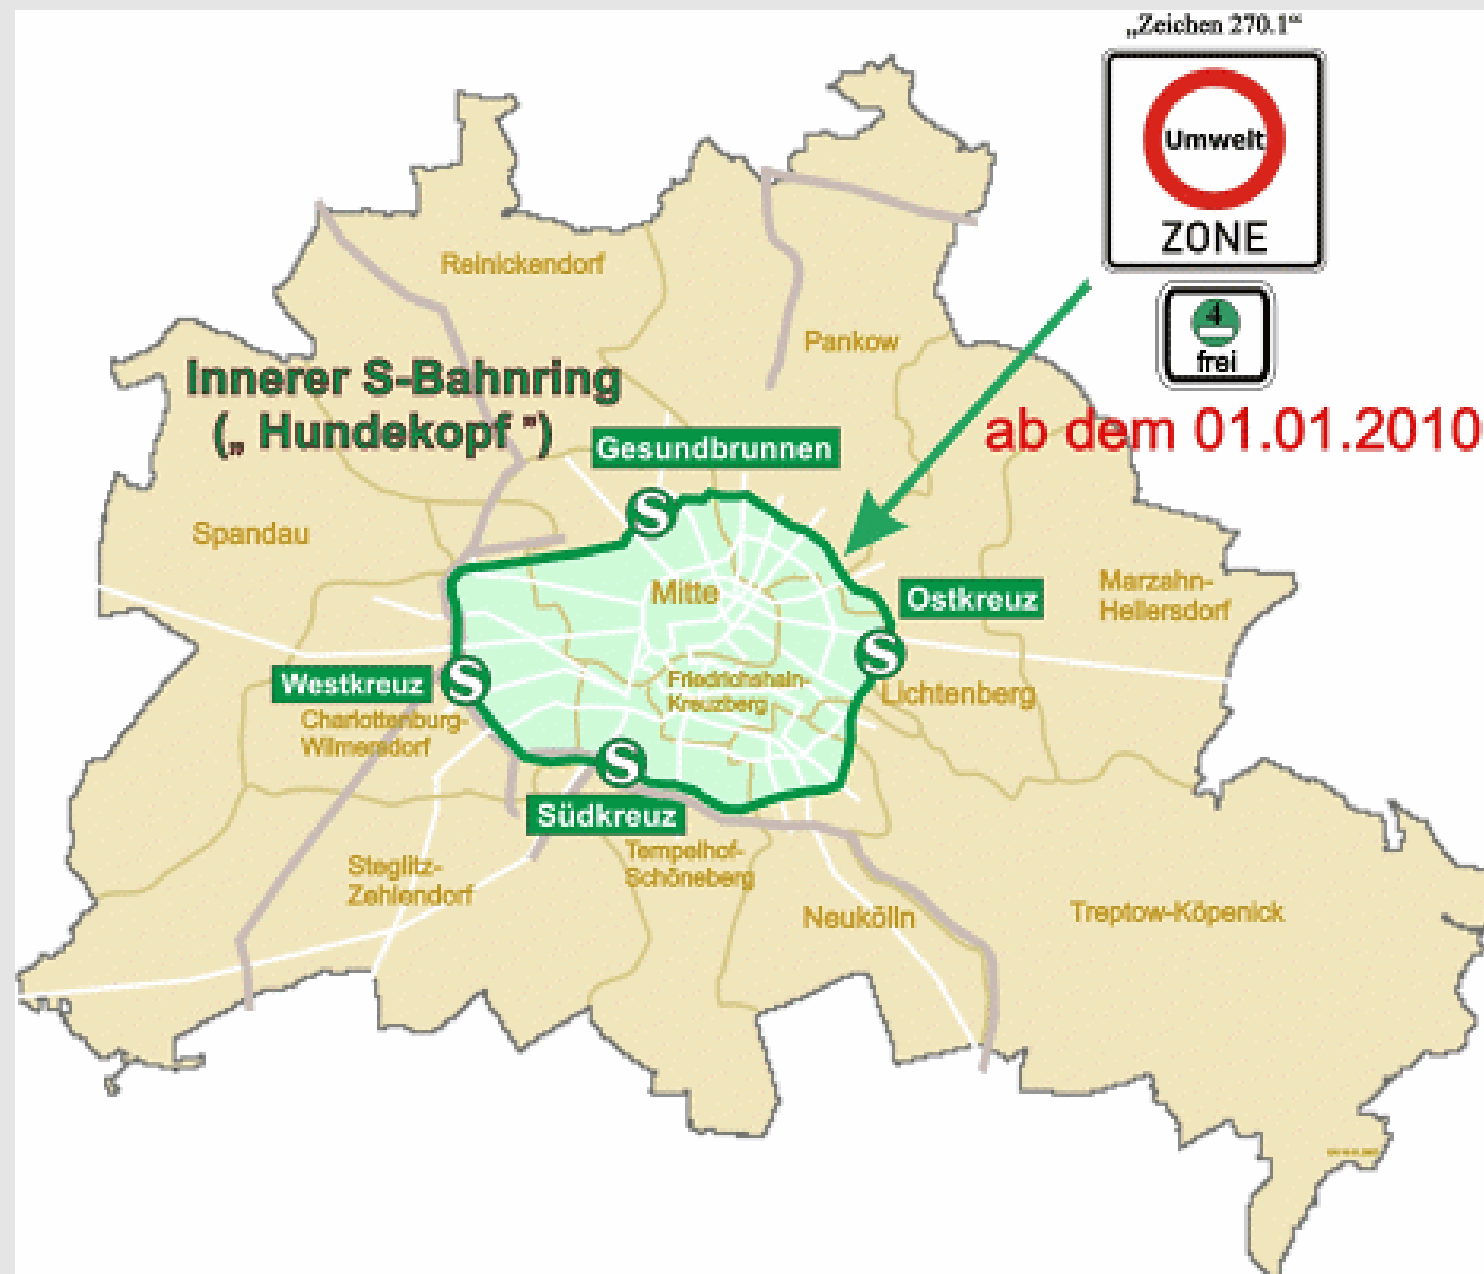 „Zeichen 270.1“
Umwelt
ZONE
4
frei
ab dem 01.01.2010
Innerer S-Bahnring
(„ Hundekopf ”)
Reinickendorf
Pankow
Gesundbrunnen
S
Spandau
Mitte
Ostkreuz
Marzahn-
Hellersdorf
S
Westkreuz
S
Friedrichshain-
Kreuzberg
Lichtenberg
Charlottenburg-
Wilmersdorf
S
Südkreuz
Tempelhof-
Schöneberg
Steglitz-
Zehlendorf
Neukölln
Treptow-Köpenick